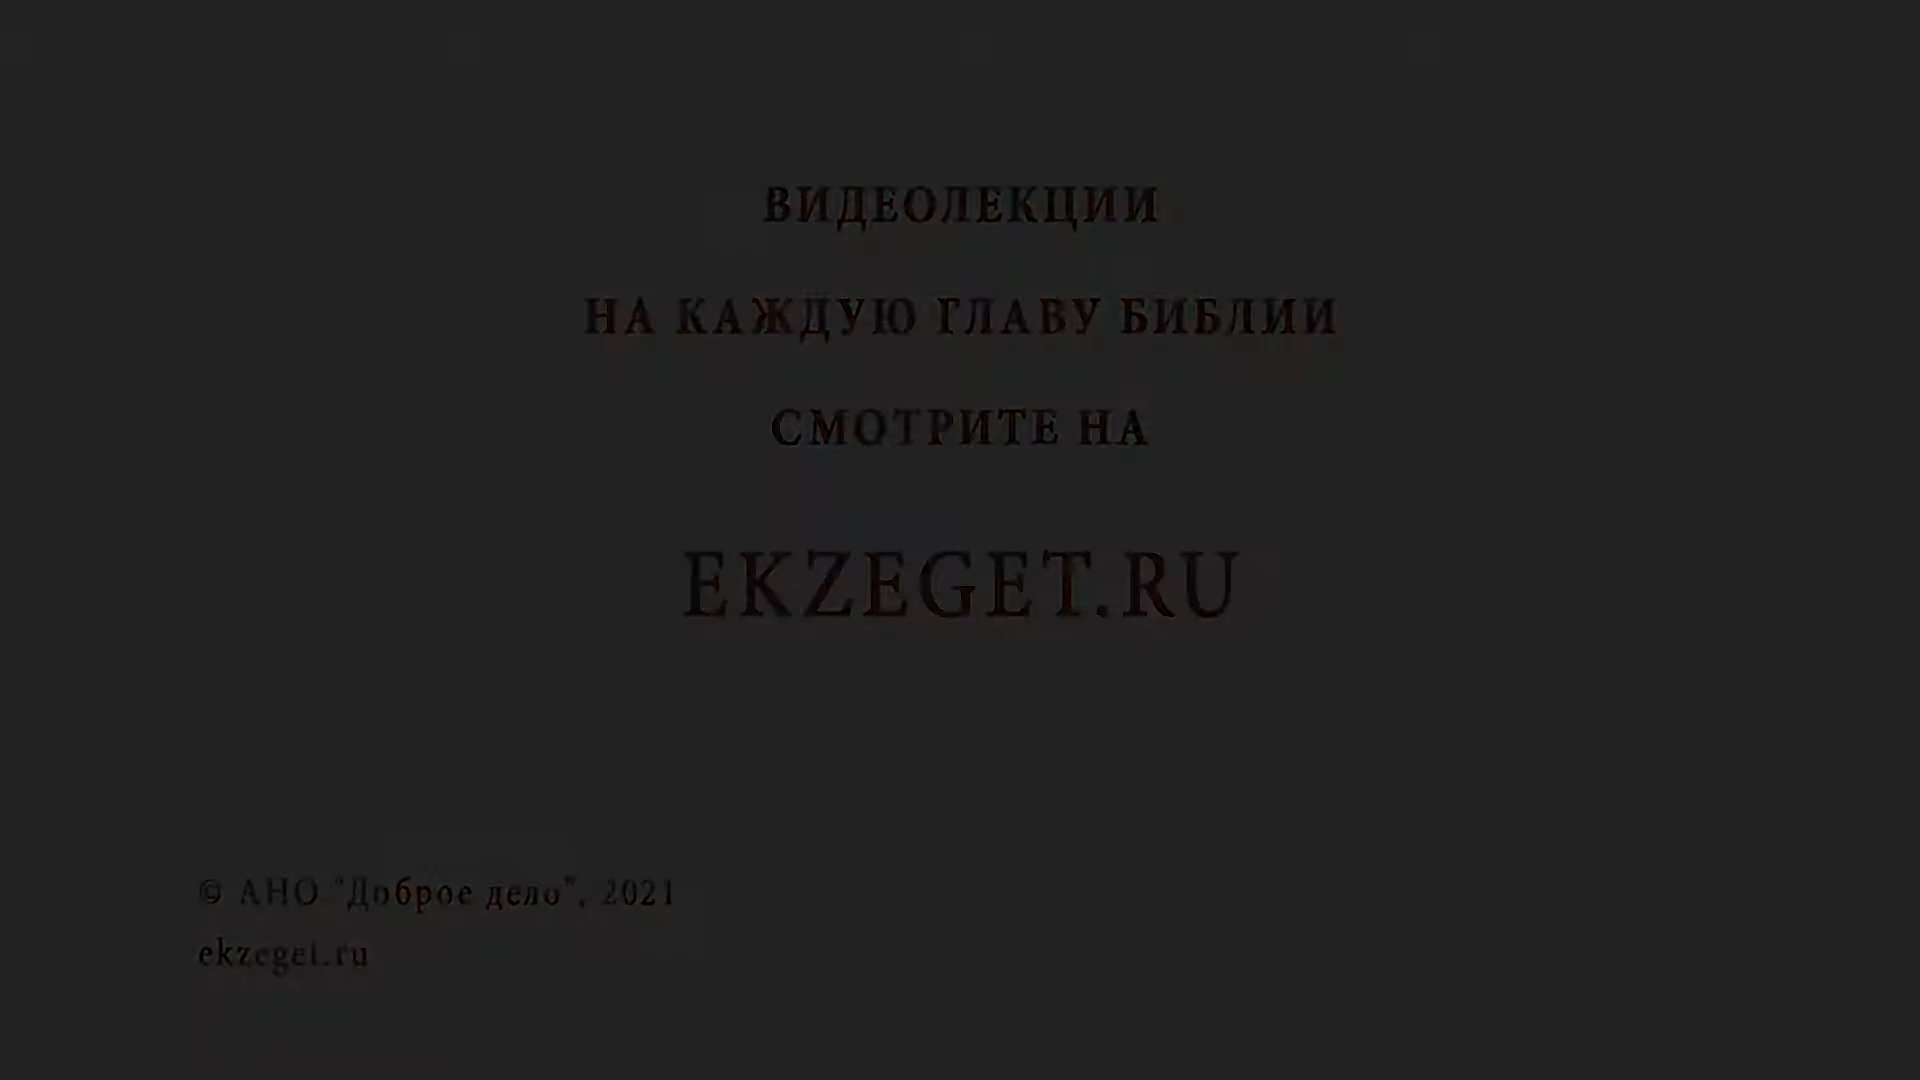 ВИДЕОЛЕКЦИИ
НА КАЖДУЮ ГЛАВУ БИБЛИИ
СМОТРИТЕ НА
EKZEGET.RU
© АНО "Доброе дело", 2021
ekzeget.ru